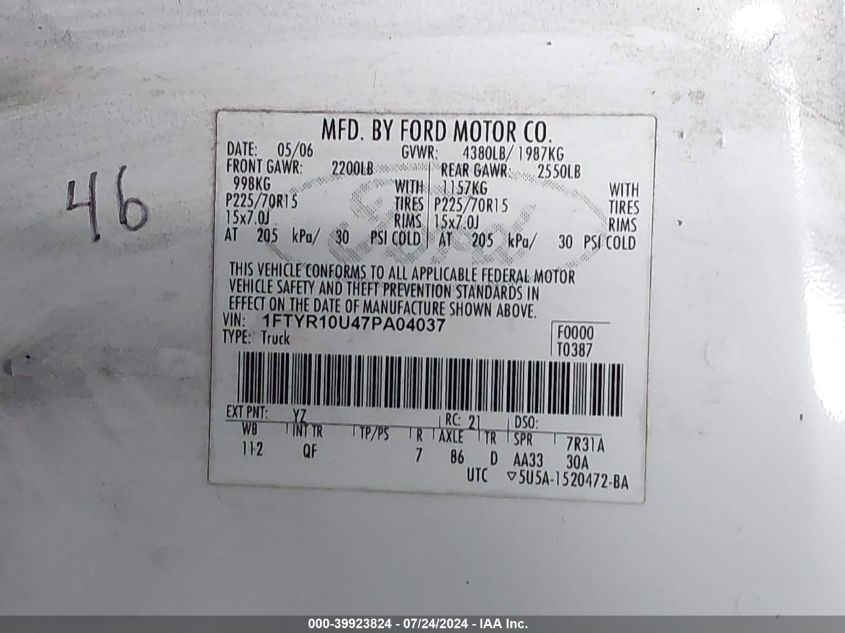 46
MFD. BY FORD MOTOR CO.
DATE: 05/06 GVWR: 4380LB/ 1987KG
FRONT GAWR: 2200LB REAR GAWR: 2550LB
998KG WITH 1157KG WITH
P225/70R15 TIRES P225/70R15 TIRES
15x7.0J RIMS 15x7.0J RIMS
AT 205 kPa/ 30 PSI COLD AT 205 kPa/ 30 PSI COLD
THIS VEHICLE CONFORMS TO ALL APPLICABLE FEDERAL MOTOR
VEHICLE SAFETY AND THEFT PREVENTION STANDARDS IN
EFFECT ON THE DATE OF MANUFACTURE SHOWN ABOVE.
VIN: 1FTYR10U47PA04037 F0000
TYPE: Truck T0387
EXT PNT: YZ RC: 21 DSO:
WB INT TR TP/PS R AXLE TR SPR 7R31A
112 QF 7 86 D AA33 30A
UTC ▽5U5A-1520472-BA
000-39923824 - 07/24/2024 - IAA Inc.